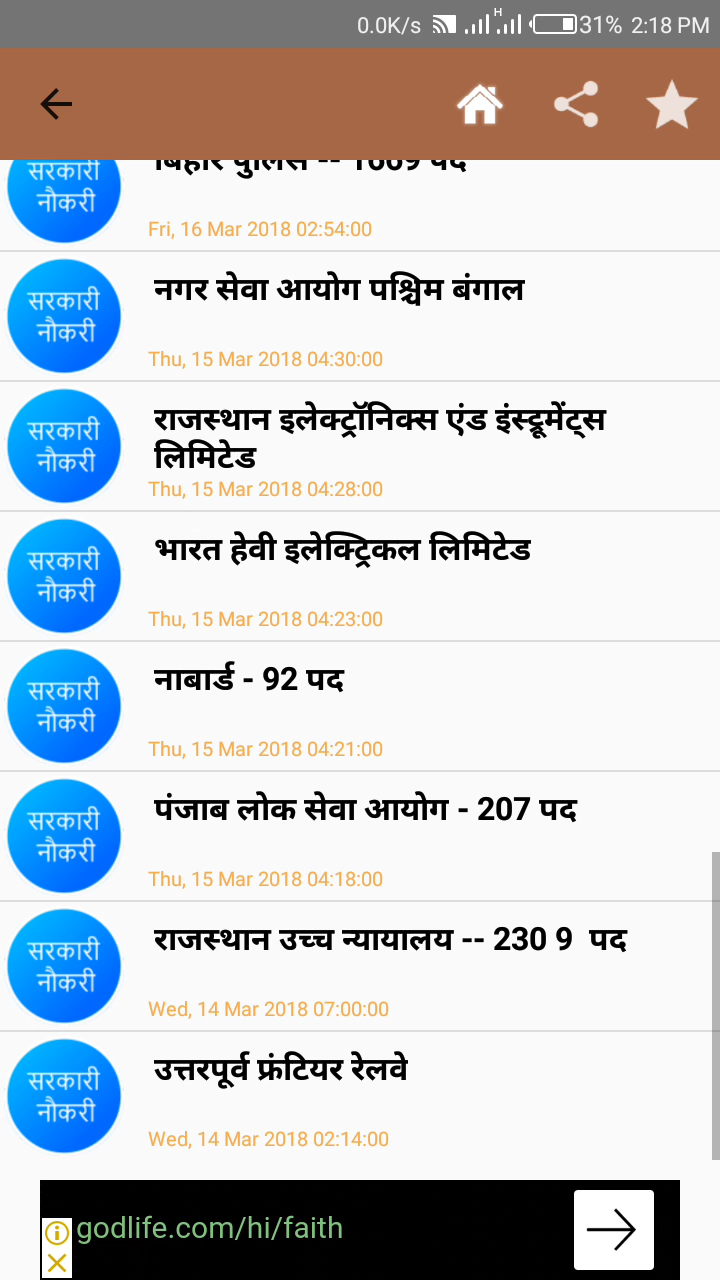 0.0K/s H 31% 2:18 PM
सरकारी
नौकरी
बिहार पुलिस -- 1669 पद
Fri, 16 Mar 2018 02:54:00
सरकारी
नौकरी
नगर सेवा आयोग पश्चिम बंगाल
Thu, 15 Mar 2018 04:30:00
सरकारी
नौकरी
राजस्थान इलेक्ट्रॉनिक्स एंड इंस्ट्रूमेंट्स
लिमिटेड
Thu, 15 Mar 2018 04:28:00
सरकारी
नौकरी
भारत हेवी इलेक्ट्रिकल लिमिटेड
Thu, 15 Mar 2018 04:23:00
सरकारी
नौकरी
नाबार्ड - 92 पद
Thu, 15 Mar 2018 04:21:00
सरकारी
नौकरी
पंजाब लोक सेवा आयोग - 207 पद
Thu, 15 Mar 2018 04:18:00
सरकारी
नौकरी
राजस्थान उच्च न्यायालय -- 230 9 पद
Wed, 14 Mar 2018 07:00:00
सरकारी
नौकरी
उत्तरपूर्व फ्रंटियर रेलवे
Wed, 14 Mar 2018 02:14:00
godlife.com/hi/faith